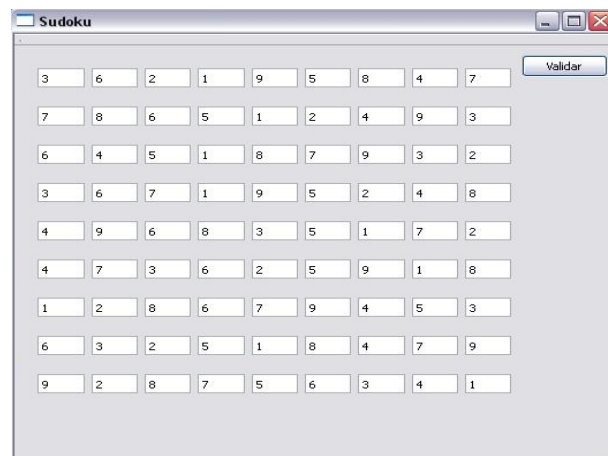 Sudoku
Validar
3 6 2 1 9 5 8 4 7
7 8 6 5 1 2 4 9 3
6 4 5 1 8 7 9 3 2
3 6 7 1 9 5 2 4 8
4 9 6 8 3 5 1 7 2
4 7 3 6 2 5 9 1 8
1 2 8 6 7 9 4 5 3
6 3 2 5 1 8 4 7 9
9 2 8 7 5 6 3 4 1